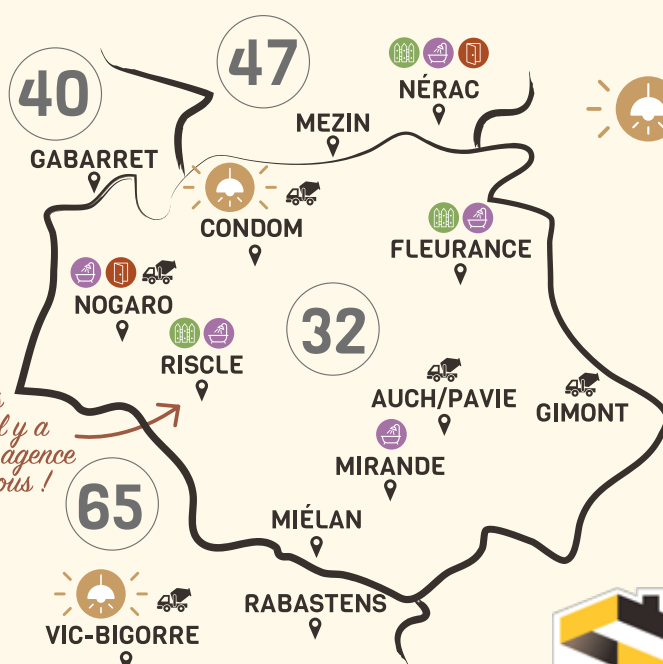 47
40
NÉRAC
MEZIN
GABARRET
CONDOM
FLEURANCE
NOGARO
32
RISCLE
AUCH/PAVIE
GIMONT
y a
agence
MIRANDE
65
MIÉLAN
RABASTENS
VIC-BIGORRE